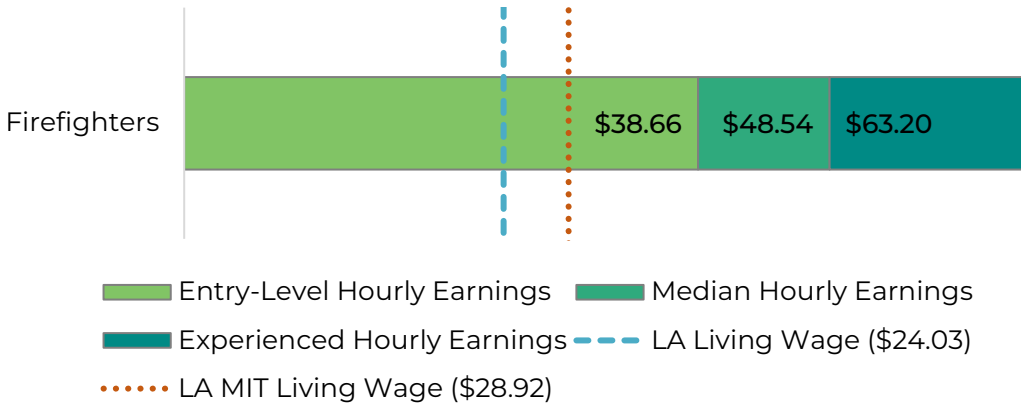 Firefighters $38.66 $48.54 $63.20
Entry-Level Hourly Earnings Median Hourly Earnings
Experienced Hourly Earnings LA Living Wage ($24.03)
LA MIT Living Wage ($28.92)